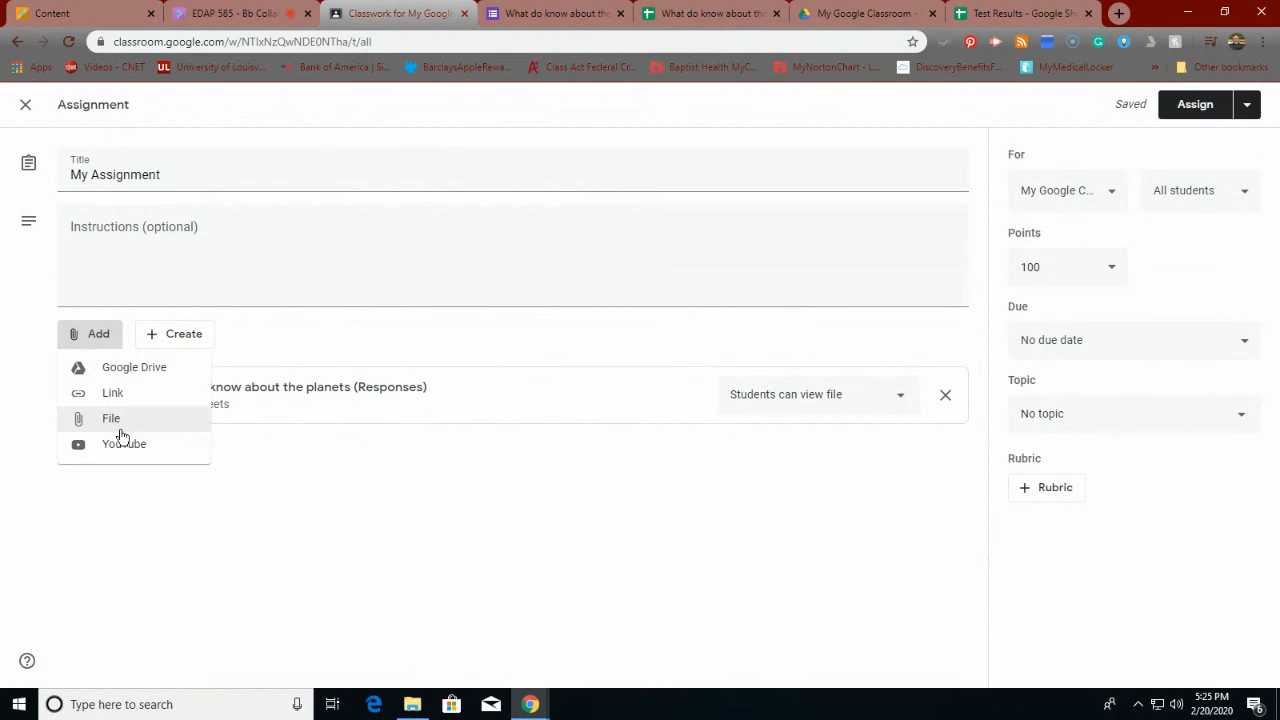 Content
EDAP 585 - Bb Colla
Classwork for My Google
What do know about the
What do know about the
My Google Classroom -
Test Results - Google Sh
classroom.google.com/w/NTIxNzQwNDE0NTha/t/all
Apps
Videos - CNET
University of Louisv...
Bank of America | Si...
BarclaysAppleRewa...
Class Act Federal Cr...
Baptist Health MyC...
MyNortonChart - L...
DiscoveryBenefitsF...
MyMedicalLocker
»
Other bookmarks
Assignment
Saved
Assign
Title
My Assignment
Instructions (optional)
Add
Create
Google Drive
Link
File
YouTube
know about the planets (Responses)
eets
Students can view file
For
My Google C...
All students
Points
100
Due
No due date
Topic
No topic
Rubric
+ Rubric
Type here to search
5:25 PM
2/20/2020
6